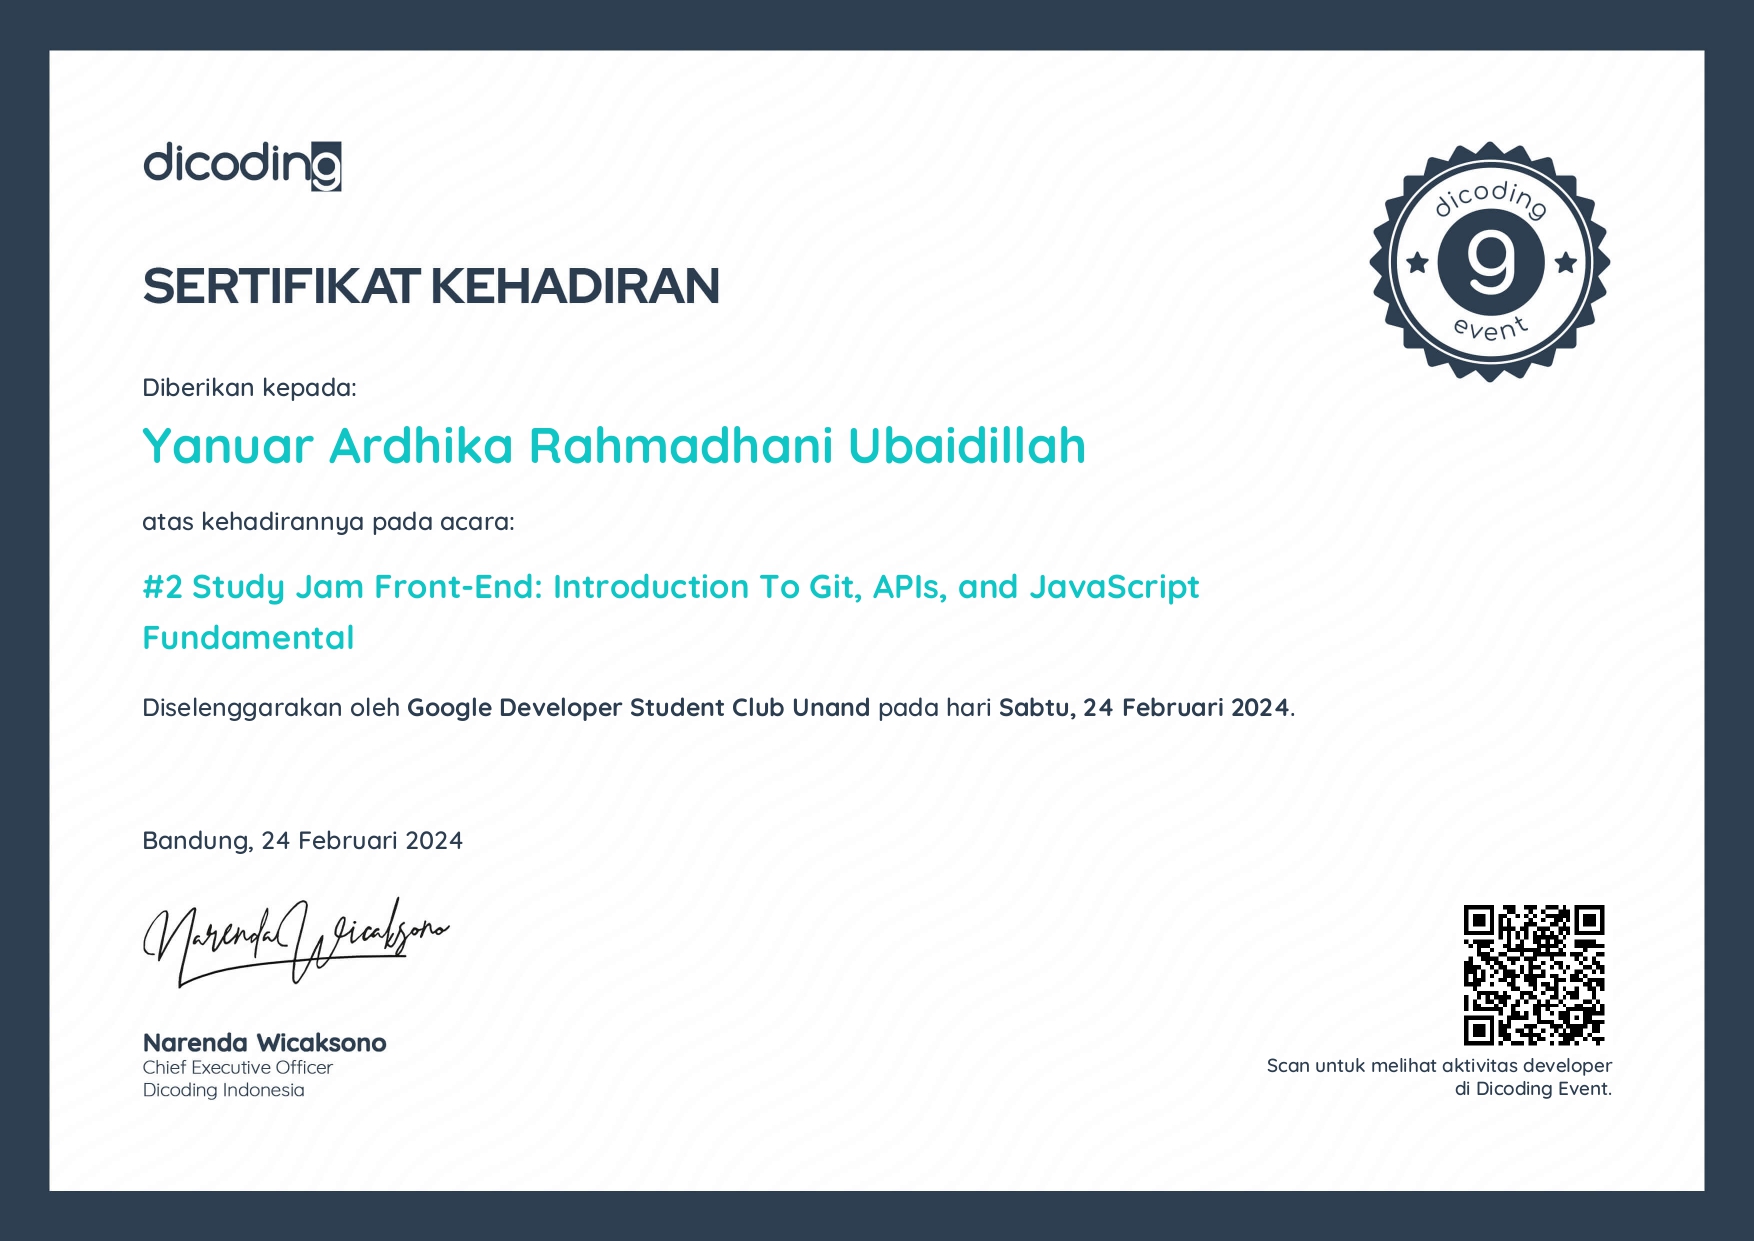 dicoding
SERTIFIKAT KEHADIRAN
dicoding
g
event
Diberikan kepada:
Yanuar Ardhika Rahmadhani Ubaidillah
atas kehadirannya pada acara:
#2 Study Jam Front-End: Introduction To Git, APIs, and JavaScript
Fundamental
Diselenggarakan oleh Google Developer Student Club Unand pada hari Sabtu, 24 Februari 2024.
Bandung, 24 Februari 2024
Narenda Wicaksono
Narenda Wicaksono
Chief Executive Officer
Dicoding Indonesia
Scan untuk melihat aktivitas developer
di Dicoding Event.